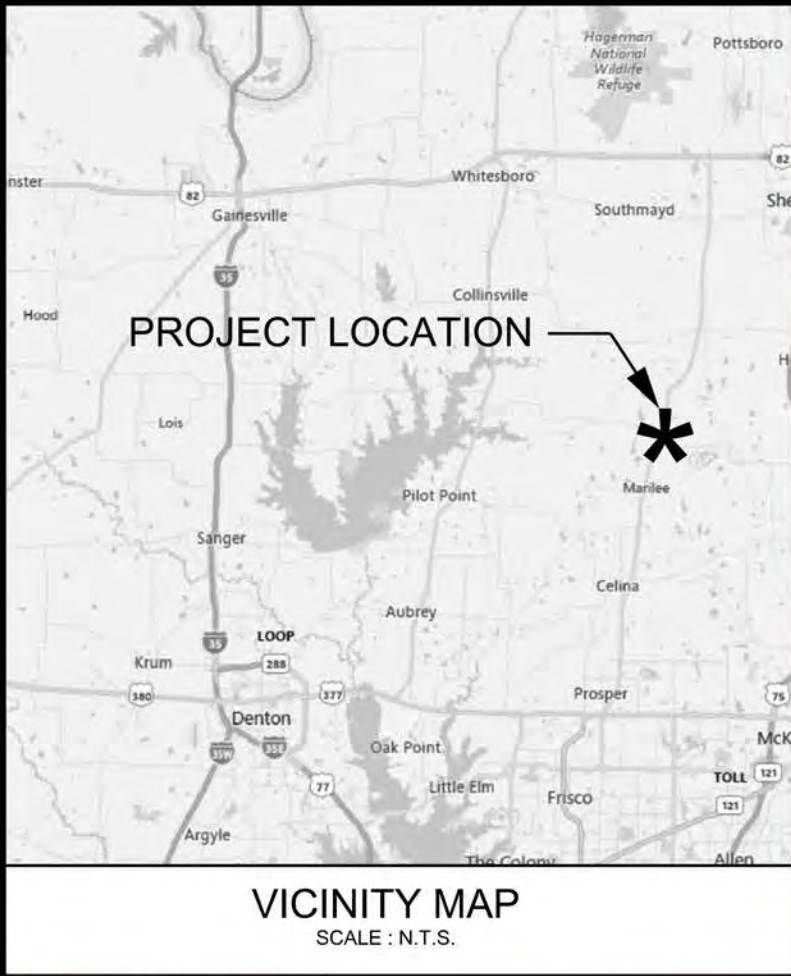 Hagerman
National
Wildlife
Refuge
Pottsboro
82
Whitesboro
nster
82
Gainesville
Southmayd
She
35
Collinsville
Hood
PROJECT LOCATION
H
Lois
Marilee
Pilot Point
Sanger
Celina
Aubrey
35
LOOP
288
Krum
380
377
Prosper
75
Denton
35W
35E
Oak Point
McK
77
Little Elm
TOLL
121
Frisco
121
Argyle
The Colony
Allen
VICINITY MAP
SCALE : N.T.S.